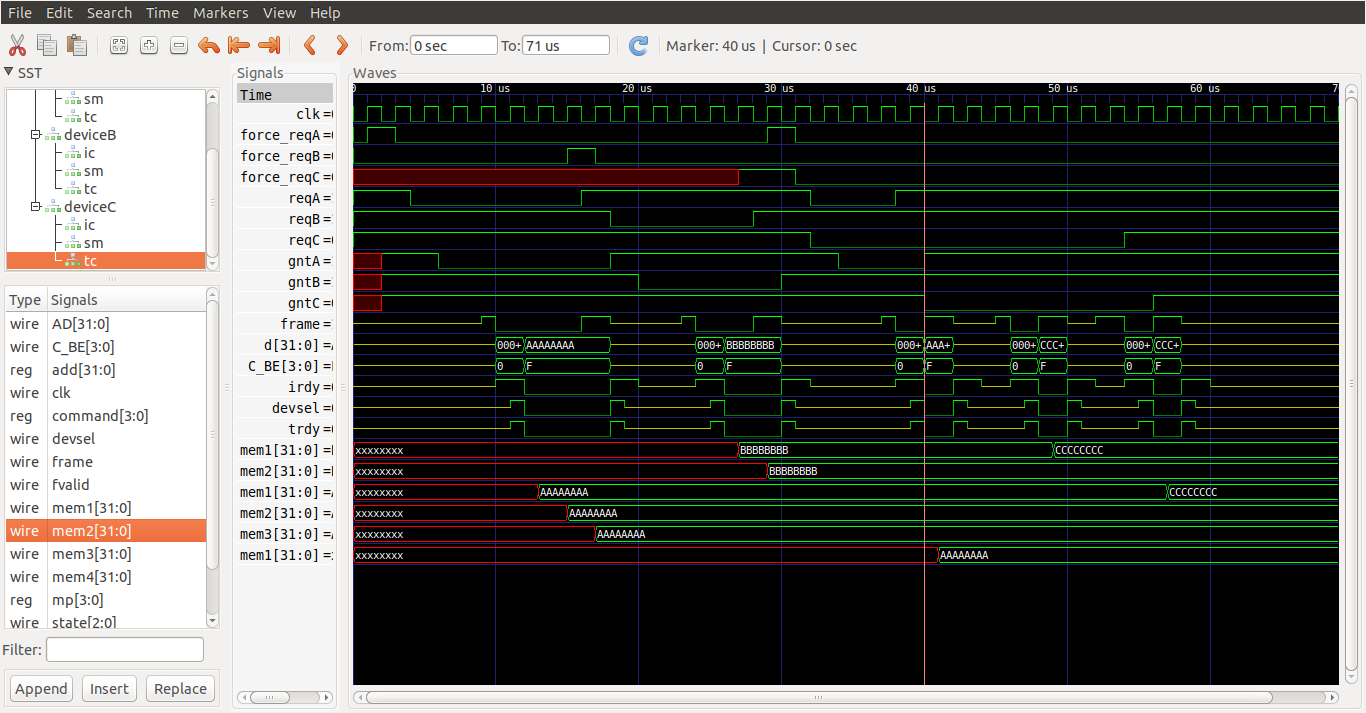 File Edit Search Time Markers View Help
From: 0 sec To: 71 us Marker: 40 us | Cursor: 0 sec
SST
sm
tc
deviceB
ic
sm
tc
deviceC
ic
sm
tc
Type Signals
wire AD[31:0]
wire C_BE[3:0]
reg add[31:0]
wire clk
reg command[3:0]
wire devsel
wire frame
wire fvalid
wire mem1[31:0]
wire mem2[31:0]
wire mem3[31:0]
wire mem4[31:0]
reg mp[3:0]
wire state[2:0]
Filter:
Append Insert Replace
Signals
Time
clk=
force_reqA=
force_reqB=
force_reqC=
reqA=
reqB=
reqC=
gntA=
gntB=
gntC=
frame=
d[31:0]=
C_BE[3:0]=
irdy=
devsel=
trdy=
mem1[31:0]=
mem2[31:0]=
mem1[31:0]=
mem2[31:0]=
mem3[31:0]=
mem1[31:0]=
Waves
0 10 us 20 us 30 us 40 us 50 us 60 us 7
000+ AAAAAAAA 000+ BBBBBBBB 000+ AAA+ 000+ CCC+ 000+ CCC+
0 F 0 F 0 F 0 F 0 F
xxxxxxxx BBBBBBBB CCCCCCCC
xxxxxxxx BBBBBBBB
xxxxxxxx AAAAAAAA CCCCCCCC
xxxxxxxx AAAAAAAA
xxxxxxxx AAAAAAAA
xxxxxxxx AAAAAAAA